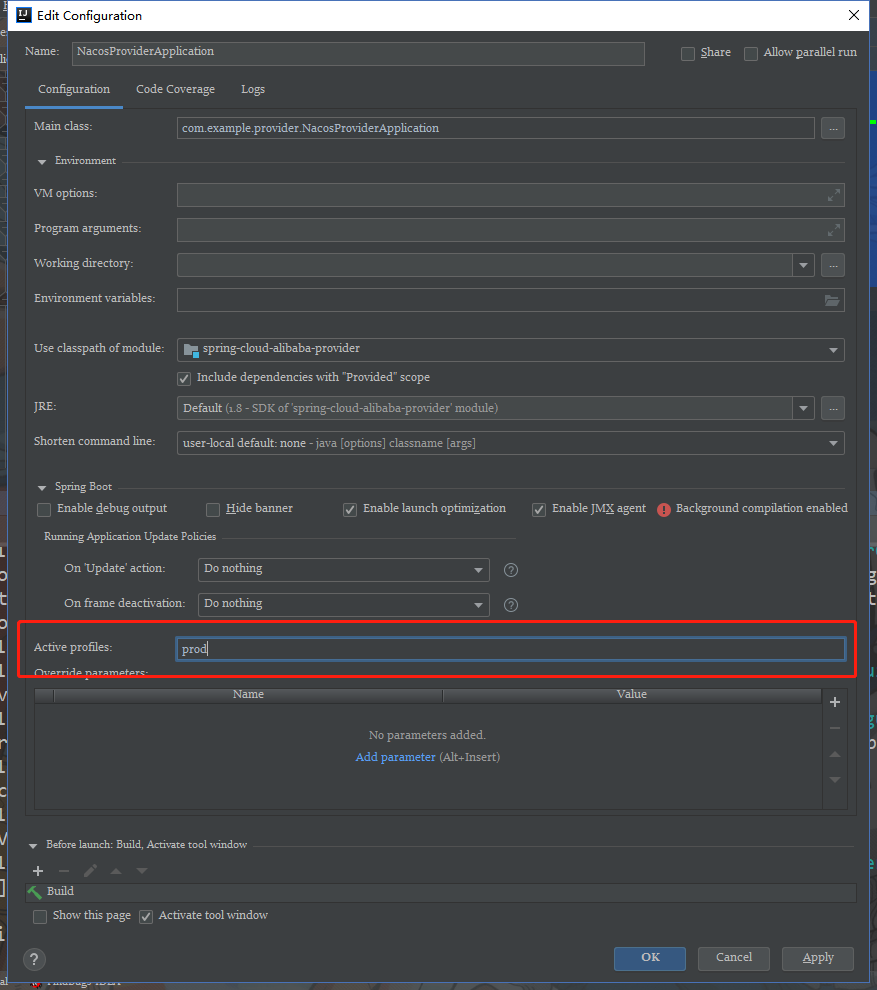 Edit Configuration
Name: NacosProviderApplication Share Allow parallel run
Configuration Code Coverage Logs
Main class: com.example.provider.NacosProviderApplication ...
Environment
VM options:
Program arguments:
Working directory: ...
Environment variables:
Use classpath of module: spring-cloud-alibaba-provider
Include dependencies with "Provided" scope
JRE: Default (1.8 - SDK of 'spring-cloud-alibaba-provider' module) ...
Shorten command line: user-local default: none - java [options] classname [args]
Spring Boot
Enable debug output Hide banner Enable launch optimization Enable JMX agent Background compilation enabled
Running Application Update Policies
On 'Update' action: Do nothing ?
On frame deactivation: Do nothing ?
Active profiles: prod
Override parameters:
Name Value
No parameters added.
Add parameter (Alt+Insert)
Before launch: Build, Activate tool window
Build
Show this page Activate tool window
? OK Cancel Apply